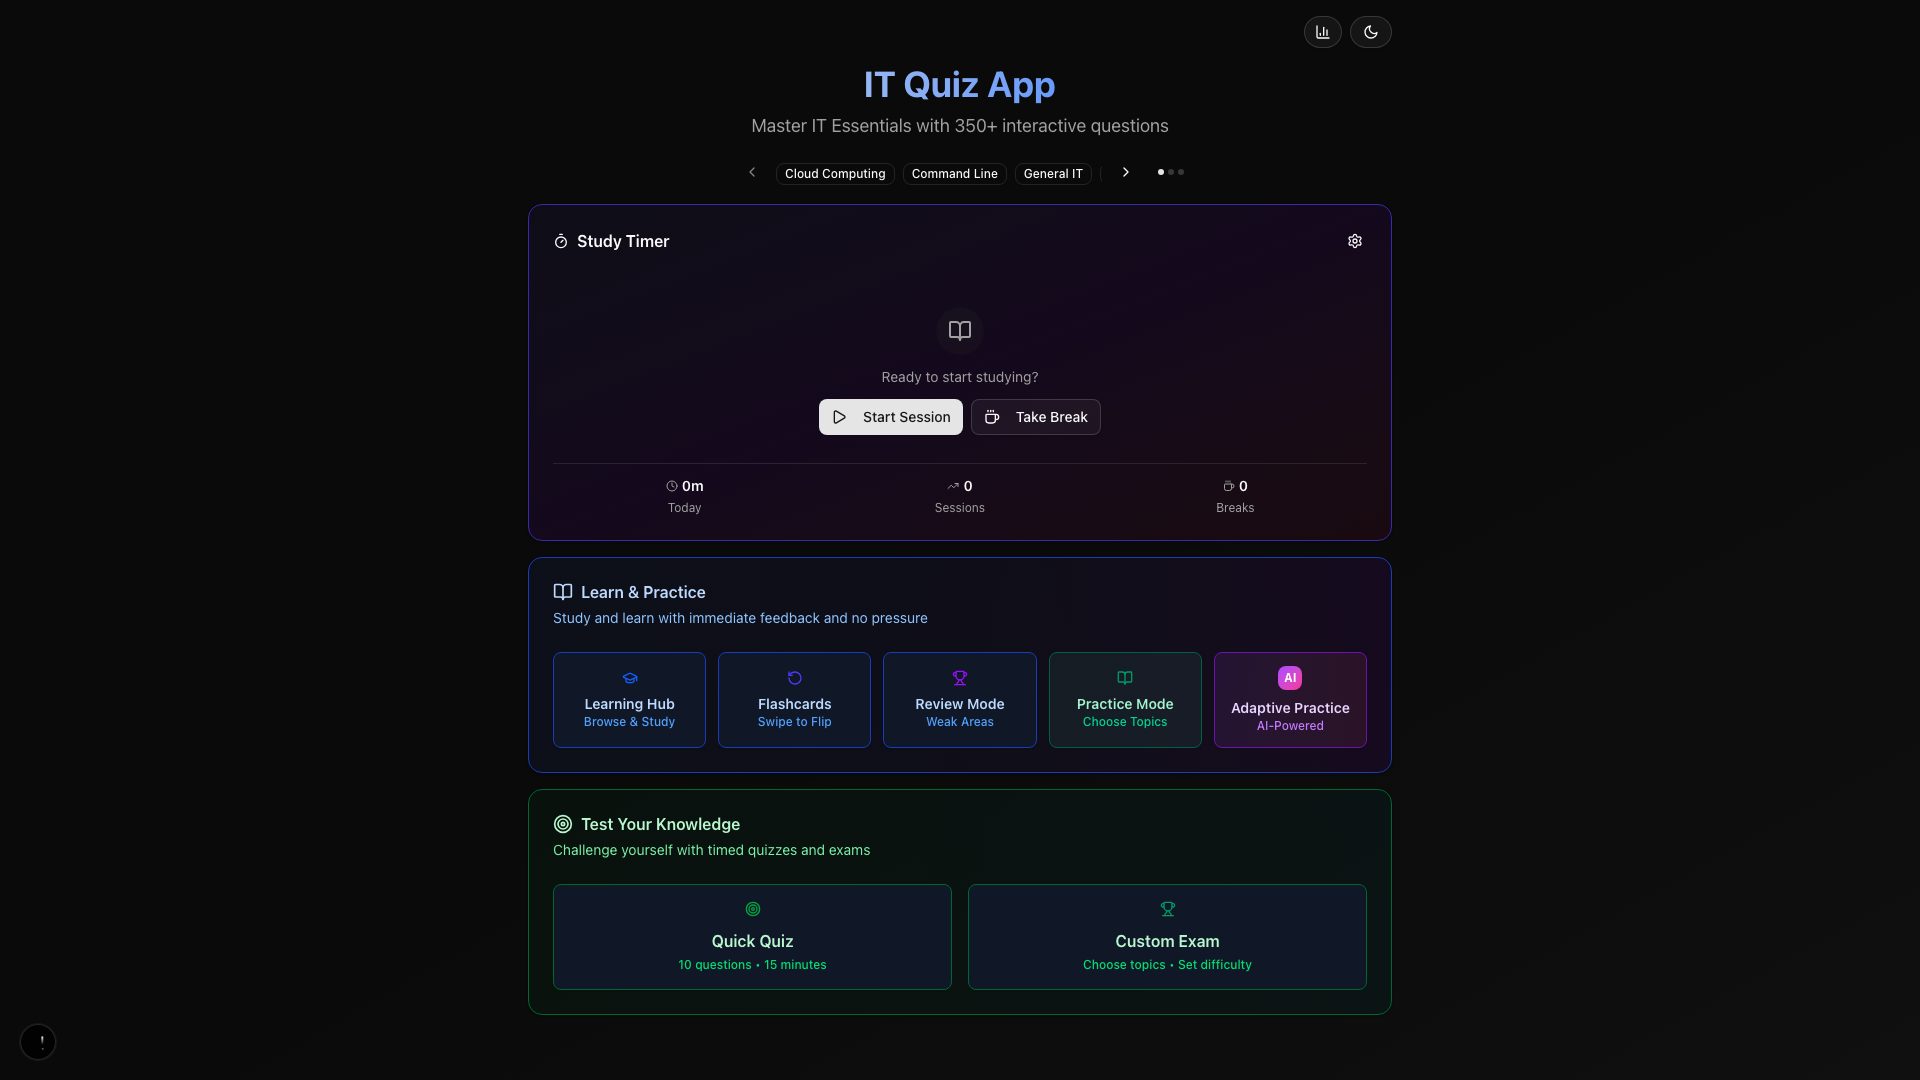 IT Quiz App
Master IT Essentials with 350+ interactive questions
Cloud Computing Command Line General IT
Study Timer
Ready to start studying?
Start Session Take Break
0m 0 0
Today Sessions Breaks
Learn & Practice
Study and learn with immediate feedback and no pressure
AI
Learning Hub Flashcards Review Mode Practice Mode Adaptive Practice
Browse & Study Swipe to Flip Weak Areas Choose Topics AI-Powered
Test Your Knowledge
Challenge yourself with timed quizzes and exams
Quick Quiz Custom Exam
10 questions • 15 minutes Choose topics • Set difficulty